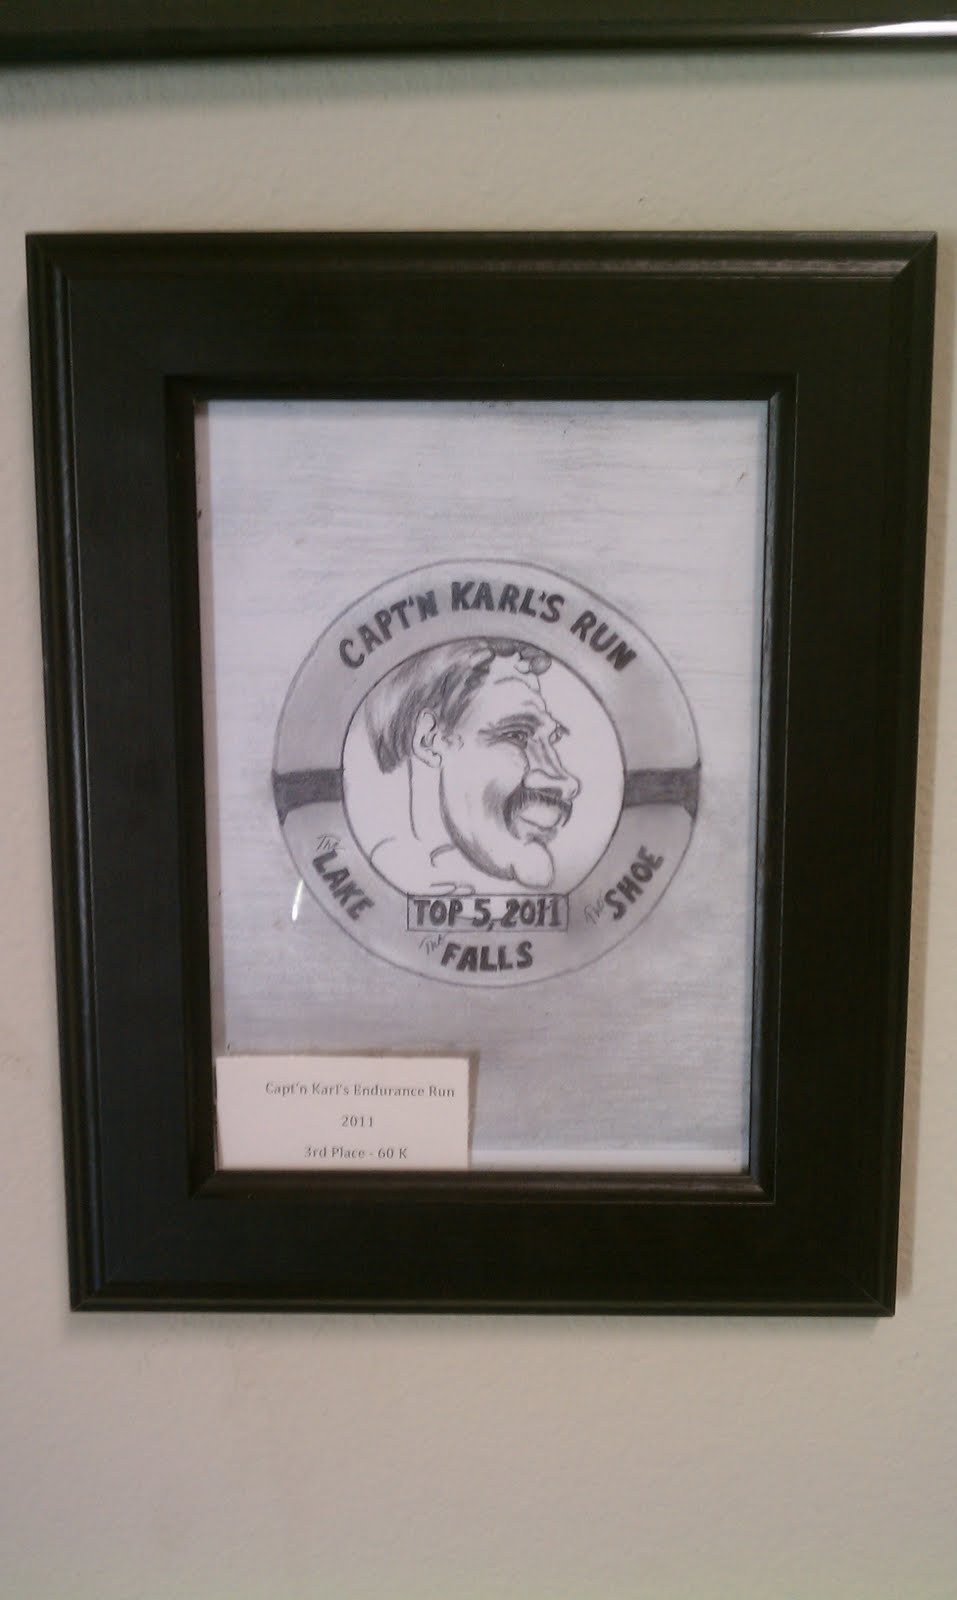 CAPT'N KARL'S RUN
The LAKE
TOP 5, 2011
The FALLS
The SHOE
Capt'n Karl's Endurance Run
2011
3rd Place - 60 K